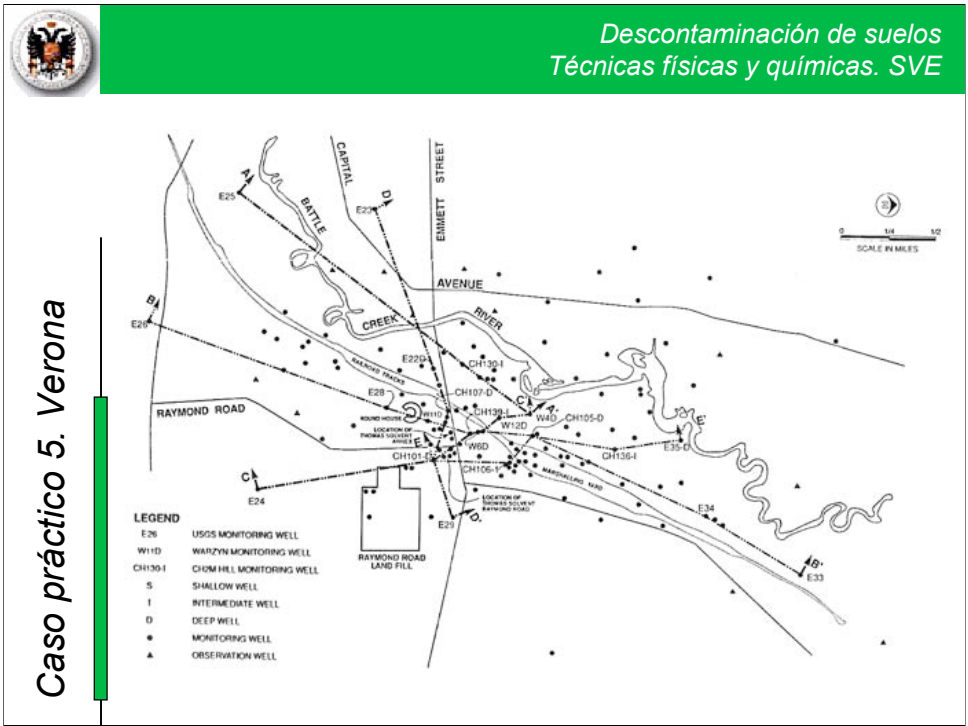 Descontaminación de suelos
Técnicas físicas y químicas. SVE
Caso práctico 5. Verona
CAPITAL
AVENUE
EMMETT STREET
BATTLE
CREEK
RIVER
A
E25
D
E23
B
E26
0 1/4 1/2
SCALE IN MILES
E22D-I
CH130-I
RAILROAD TRACKS
CH107-D
E28
W11D
CH139-I
C'
A'
CH105-D
RAYMOND ROAD
ROUND HOUSE
W12D
W4D
E'
LOCATION OF
THOMAS SOLVENT
ANNEX
E
W6D
E35-D
CH101-D
CH106-1
CH136-I
C
E24
MARSHALLING YARD
LOCATION OF
THOMAS SOLVENT
RAYMOND ROAD
E29
D'
E34
RAYMOND ROAD
LAND FILL
B'
E33
LEGEND
E26 USGS MONITORING WELL
W11D WARZYN MONITORING WELL
CH130-I CH2M HILL MONITORING WELL
S SHALLOW WELL
I INTERMEDIATE WELL
D DEEP WELL
● MONITORING WELL
▲ OBSERVATION WELL